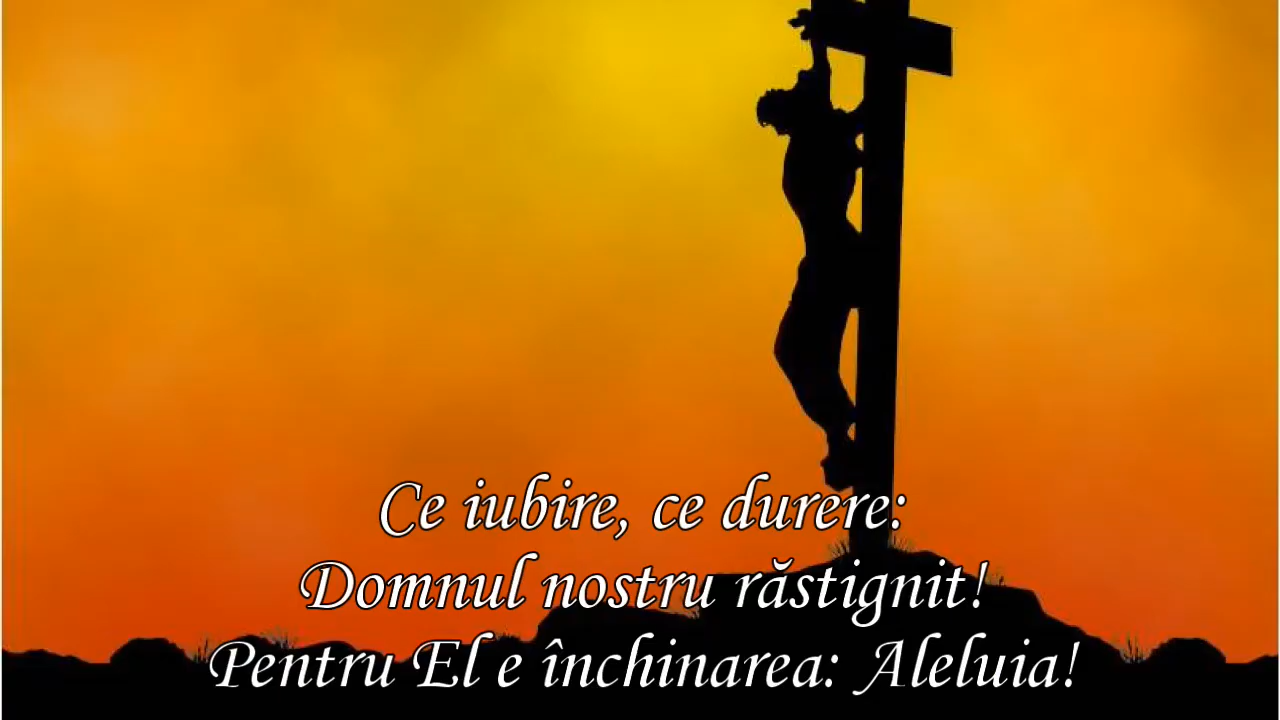 Ce iubire, ce durere:
Domnul nostru răstignit!
Pentru El e închinarea: Aleluia!